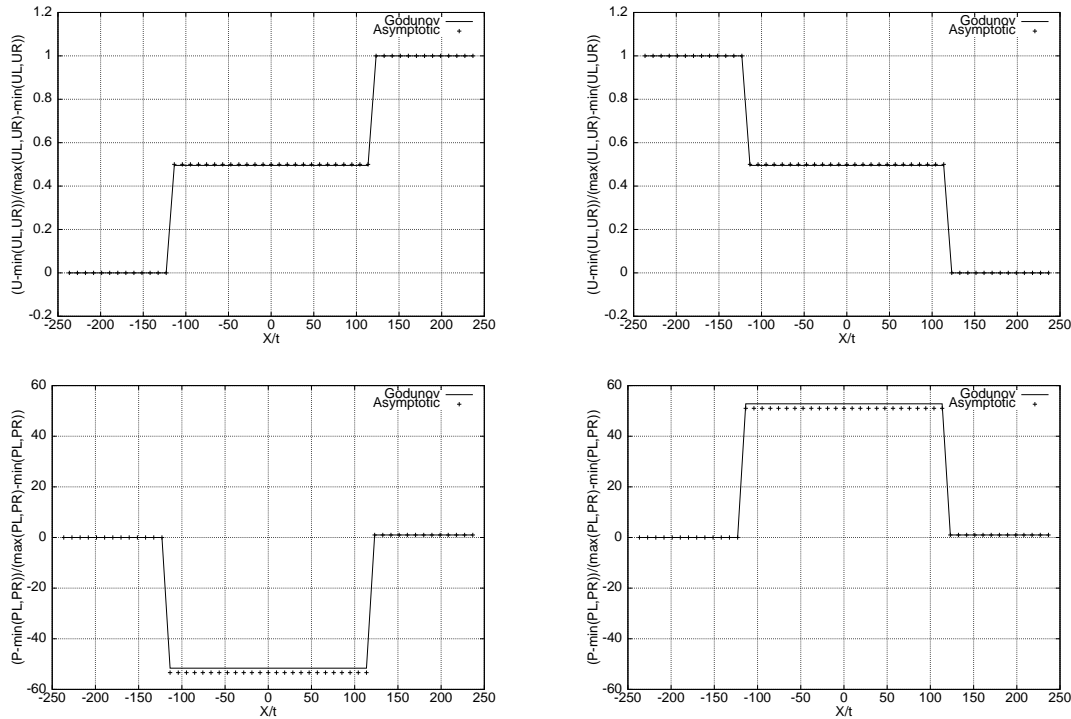 1.2
Godunov
Asymptotic
1
0.8
0.6
0.4
0.2
0
-0.2
-250 -200 -150 -100 -50 0 50 100 150 200 250
X/t
(U-min(UL,UR))/(max(UL,UR)-min(UL,UR))
1.2
Godunov
Asymptotic
1
0.8
0.6
0.4
0.2
0
-0.2
-250 -200 -150 -100 -50 0 50 100 150 200 250
X/t
(U-min(UL,UR))/(max(UL,UR)-min(UL,UR))
60
Godunov
Asymptotic
40
20
0
-20
-40
-60
-250 -200 -150 -100 -50 0 50 100 150 200 250
X/t
(P-min(PL,PR))/(max(PL,PR)-min(PL,PR))
60
Godunov
Asymptotic
40
20
0
-20
-40
-60
-250 -200 -150 -100 -50 0 50 100 150 200 250
X/t
(P-min(PL,PR))/(max(PL,PR)-min(PL,PR))